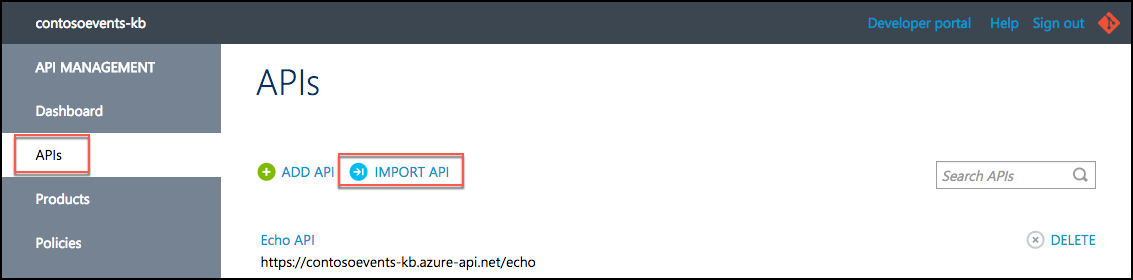 contosoevents-kb
Developer portal Help Sign out
API MANAGEMENT
Dashboard
APIs
Products
Policies
APIs
ADD API IMPORT API
Search APIs
Echo API
DELETE
https://contosoevents-kb.azure-api.net/echo